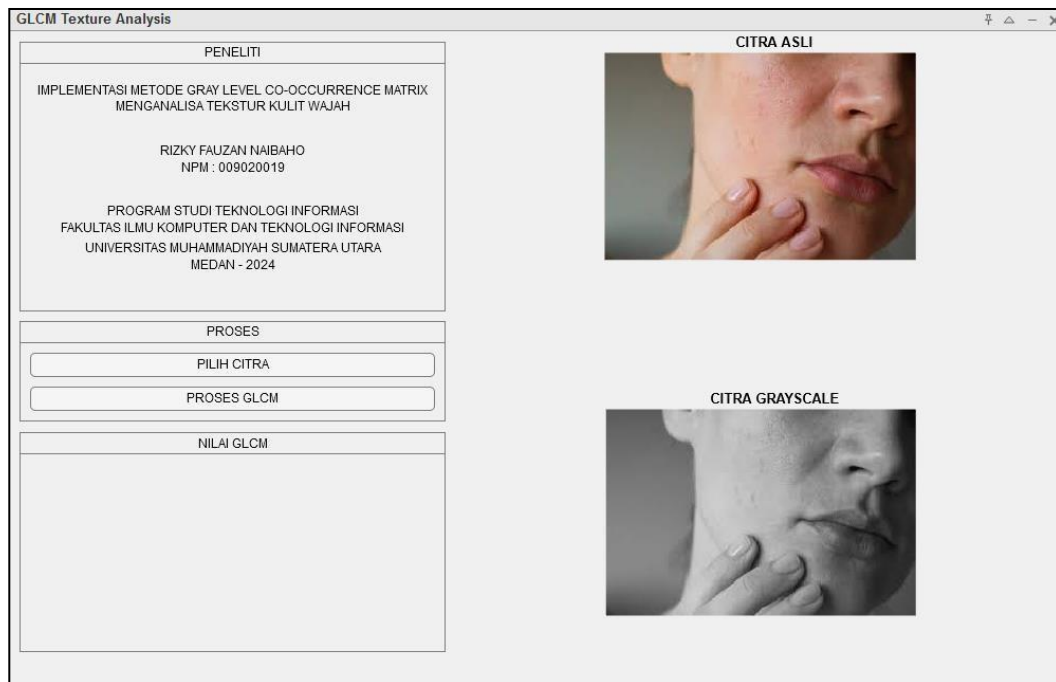 GLCM Texture Analysis
PENELITI
IMPLEMENTASI METODE GRAY LEVEL CO-OCCURRENCE MATRIX
MENGANALISA TEKSTUR KULIT WAJAH
RIZKY FAUZAN NAIBAHO
NPM : 009020019
PROGRAM STUDI TEKNOLOGI INFORMASI
FAKULTAS ILMU KOMPUTER DAN TEKNOLOGI INFORMASI
UNIVERSITAS MUHAMMADIYAH SUMATERA UTARA
MEDAN - 2024
PROSES
PILIH CITRA
PROSES GLCM
NILAI GLCM
CITRA ASLI
CITRA GRAYSCALE